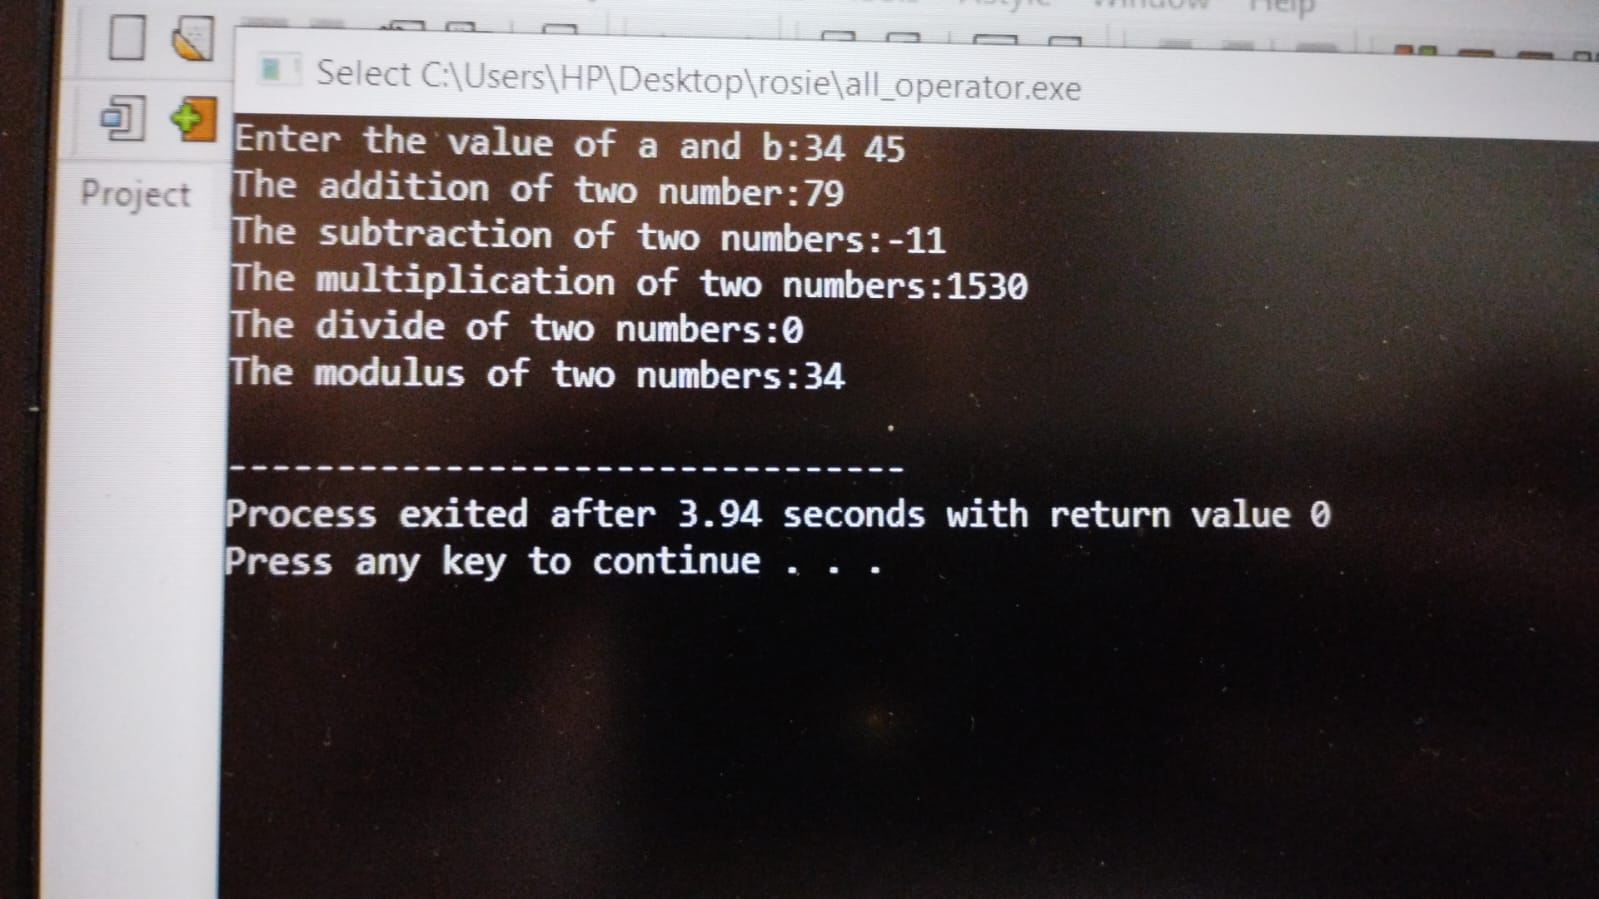 Window Help
Select C:\Users\HP\Desktop\rosie\all_operator.exe
Project
Enter the value of a and b:34 45
The addition of two number:79
The subtraction of two numbers:-11
The multiplication of two numbers:1530
The divide of two numbers:0
The modulus of two numbers:34
--------------------------------
Process exited after 3.94 seconds with return value 0
Press any key to continue . . .